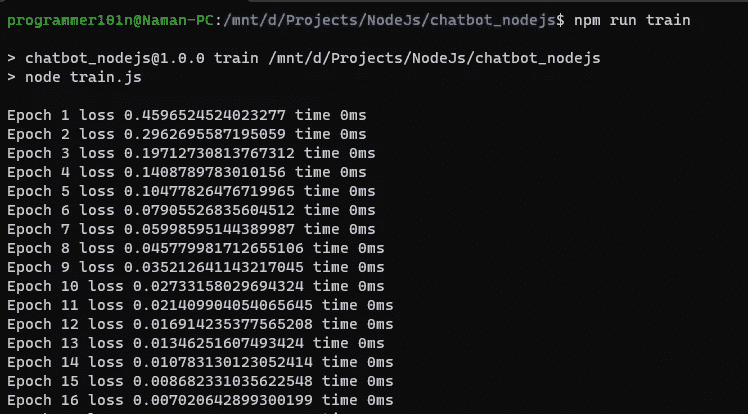 programmer101n@Naman-PC:/mnt/d/Projects/NodeJs/chatbot_nodejs$ npm run train
> chatbot_nodejs@1.0.0 train /mnt/d/Projects/NodeJs/chatbot_nodejs
> node train.js
Epoch 1 loss 0.4596524524023277 time 0ms
Epoch 2 loss 0.2962695587195059 time 0ms
Epoch 3 loss 0.19712730813767312 time 0ms
Epoch 4 loss 0.1408789783010156 time 0ms
Epoch 5 loss 0.10477826476719965 time 0ms
Epoch 6 loss 0.07905526835604512 time 0ms
Epoch 7 loss 0.05998595144389987 time 0ms
Epoch 8 loss 0.045779981712655106 time 0ms
Epoch 9 loss 0.035212641143217045 time 0ms
Epoch 10 loss 0.02733158029694324 time 0ms
Epoch 11 loss 0.021409904054065645 time 0ms
Epoch 12 loss 0.016914235377565208 time 0ms
Epoch 13 loss 0.01346251607493424 time 0ms
Epoch 14 loss 0.010783130123052414 time 0ms
Epoch 15 loss 0.008682331035622548 time 0ms
Epoch 16 loss 0.007020642899300199 time 0ms